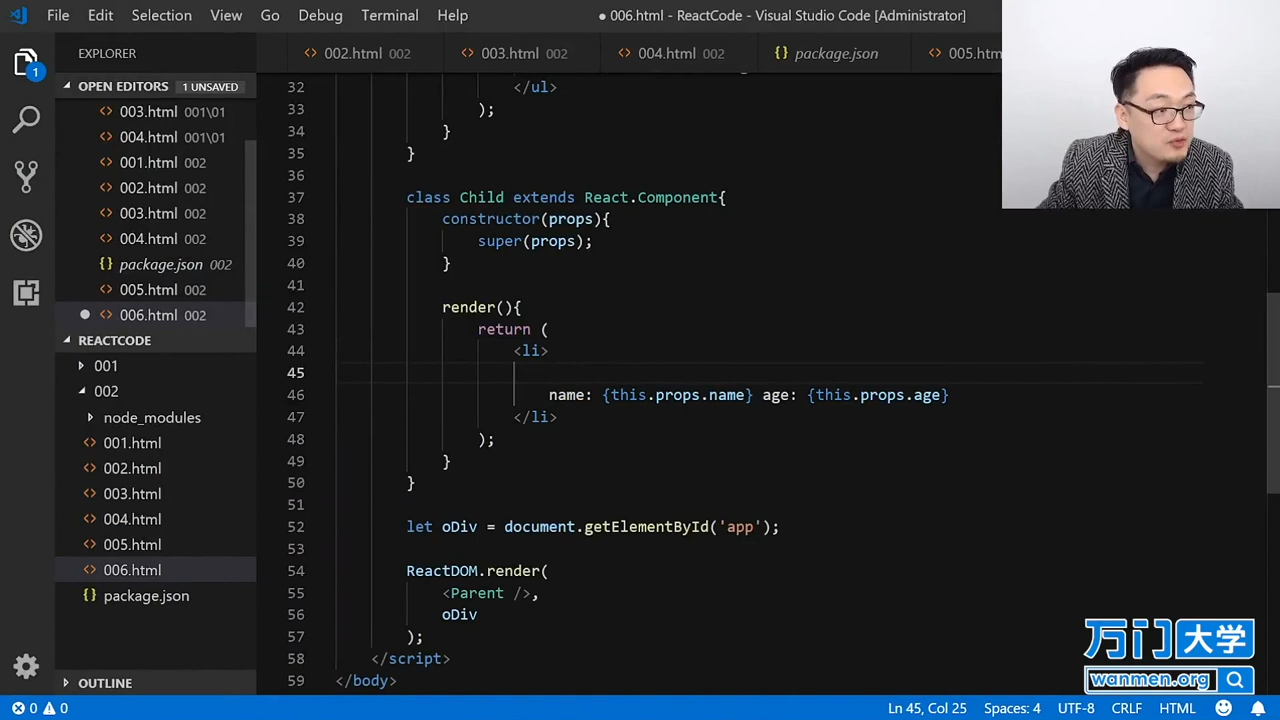 File Edit Selection View Go Debug Terminal Help ● 006.html - ReactCode - Visual Studio Code [Administrator]
EXPLORER
002.html 002 003.html 002 004.html 002 package.json 005.htm
1
OPEN EDITORS 1 UNSAVED
003.html 001\01
004.html 001\01
001.html 002
002.html 002
003.html 002
004.html 002
package.json 002
005.html 002
006.html 002
REACTCODE
001
002
node_modules
001.html
002.html
003.html
004.html
005.html
006.html
package.json
OUTLINE
32 </ul>
33 );
34 }
35 }
36
37 class Child extends React.Component{
38 constructor(props){
39 super(props);
40 }
41
42 render(){
43 return (
44 <li>
45
46 name: {this.props.name} age: {this.props.age}
47 </li>
48 );
49 }
50 }
51
52 let oDiv = document.getElementById('app');
53
54 ReactDOM.render(
55 <Parent />,
56 oDiv
57 );
58 </script>
59 </body>
万门大学
wanmen.org
0 0 Ln 45, Col 25 Spaces: 4 UTF-8 CRLF HTML